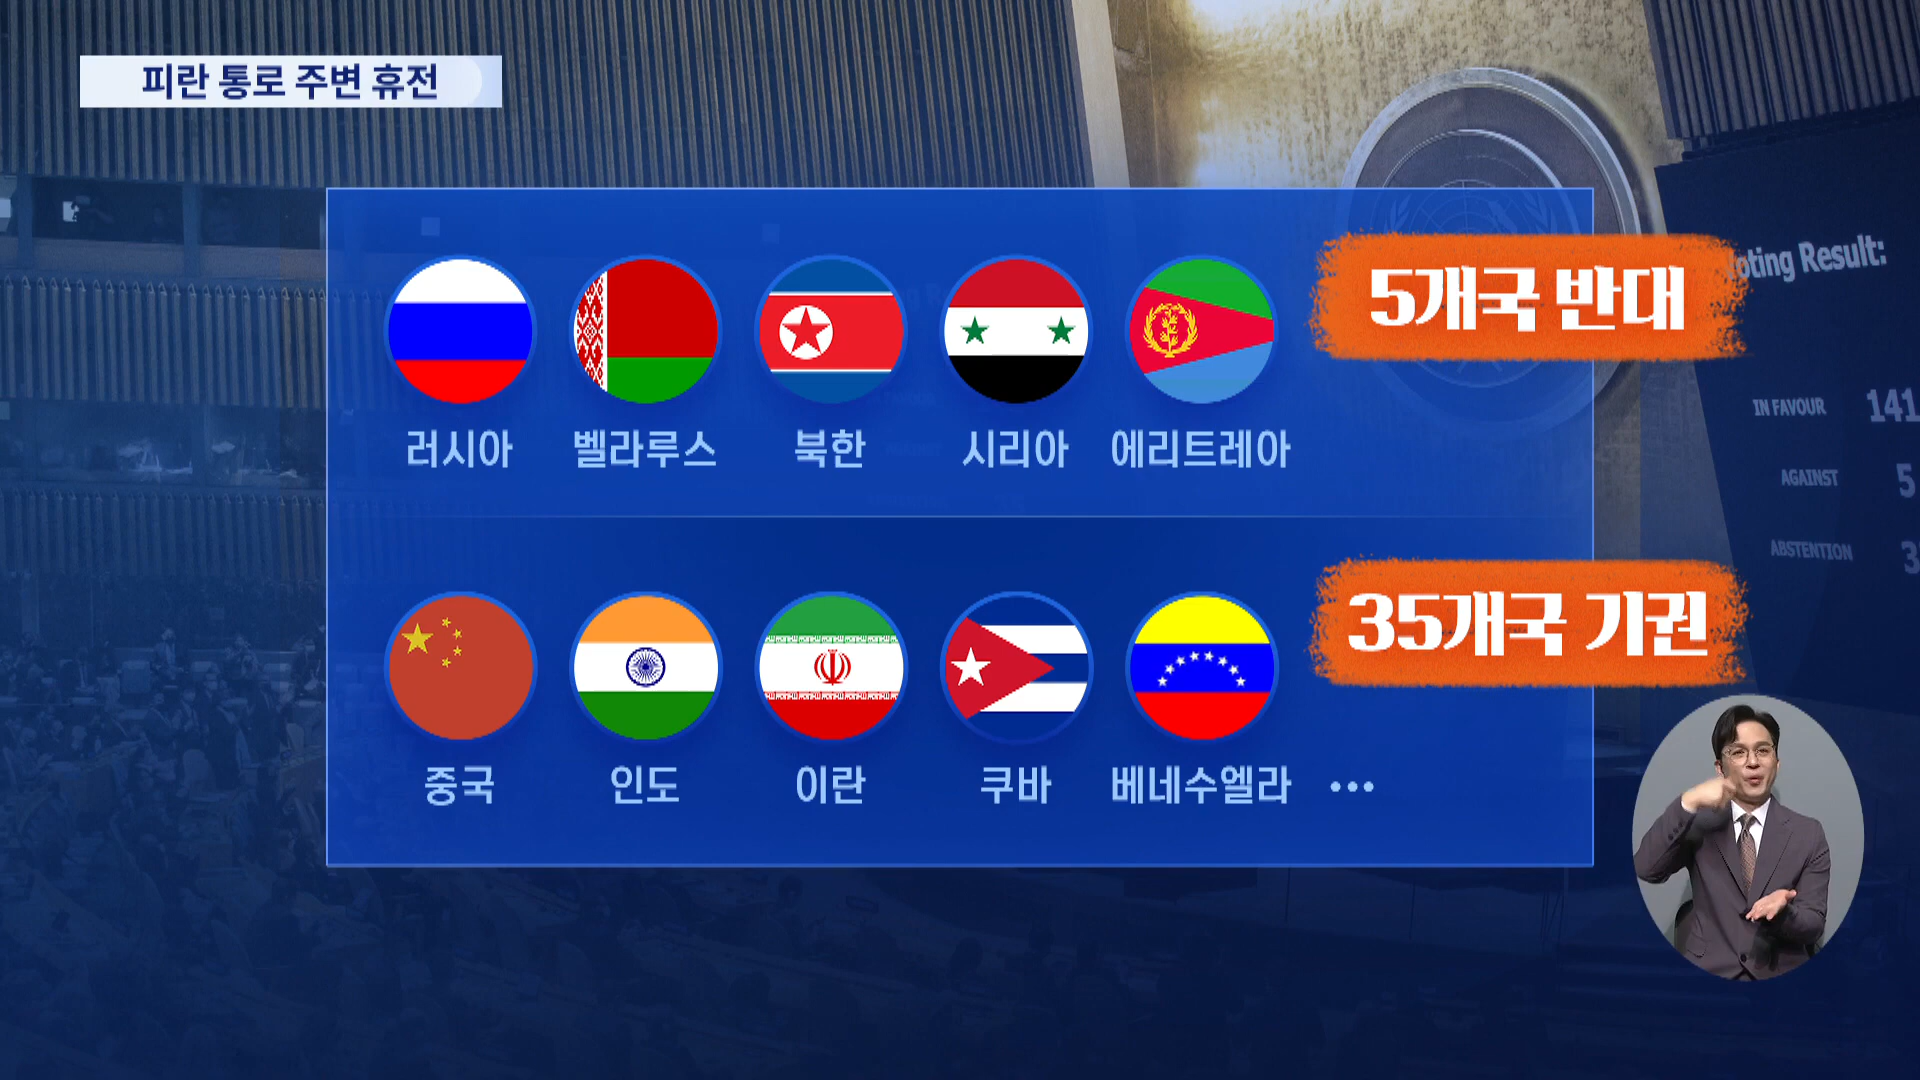 피란 통로 주변 휴전
5개국 반대
러시아 벨라루스 북한 시리아 에리트레아
35개국 기권
중국 인도 이란 쿠바 베네수엘라 ...
Voting Result:
IN FAVOUR 141
AGAINST 5
ABSTENTION